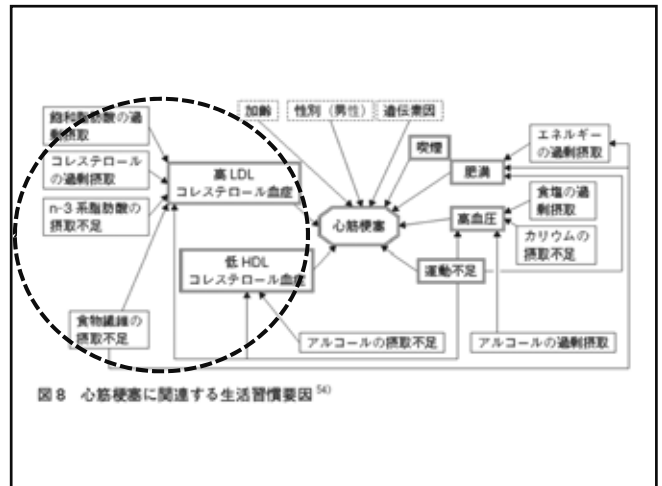 飽和脂肪酸の過
剰摂取
コレステロール
の過剰摂取
n-3 系脂肪酸の
摂取不足
食物繊維の
摂取不足
高 LDL
コレステロール血症
低 HDL
コレステロール血症
加齢
性別（男性）
遺伝素因
喫煙
肥満
心筋梗塞
高血圧
運動不足
エネルギー
の過剰摂取
食塩の過
剰摂取
カリウムの
摂取不足
アルコールの摂取不足
アルコールの過剰摂取
図 8　心筋梗塞に関連する生活習慣要因 54)